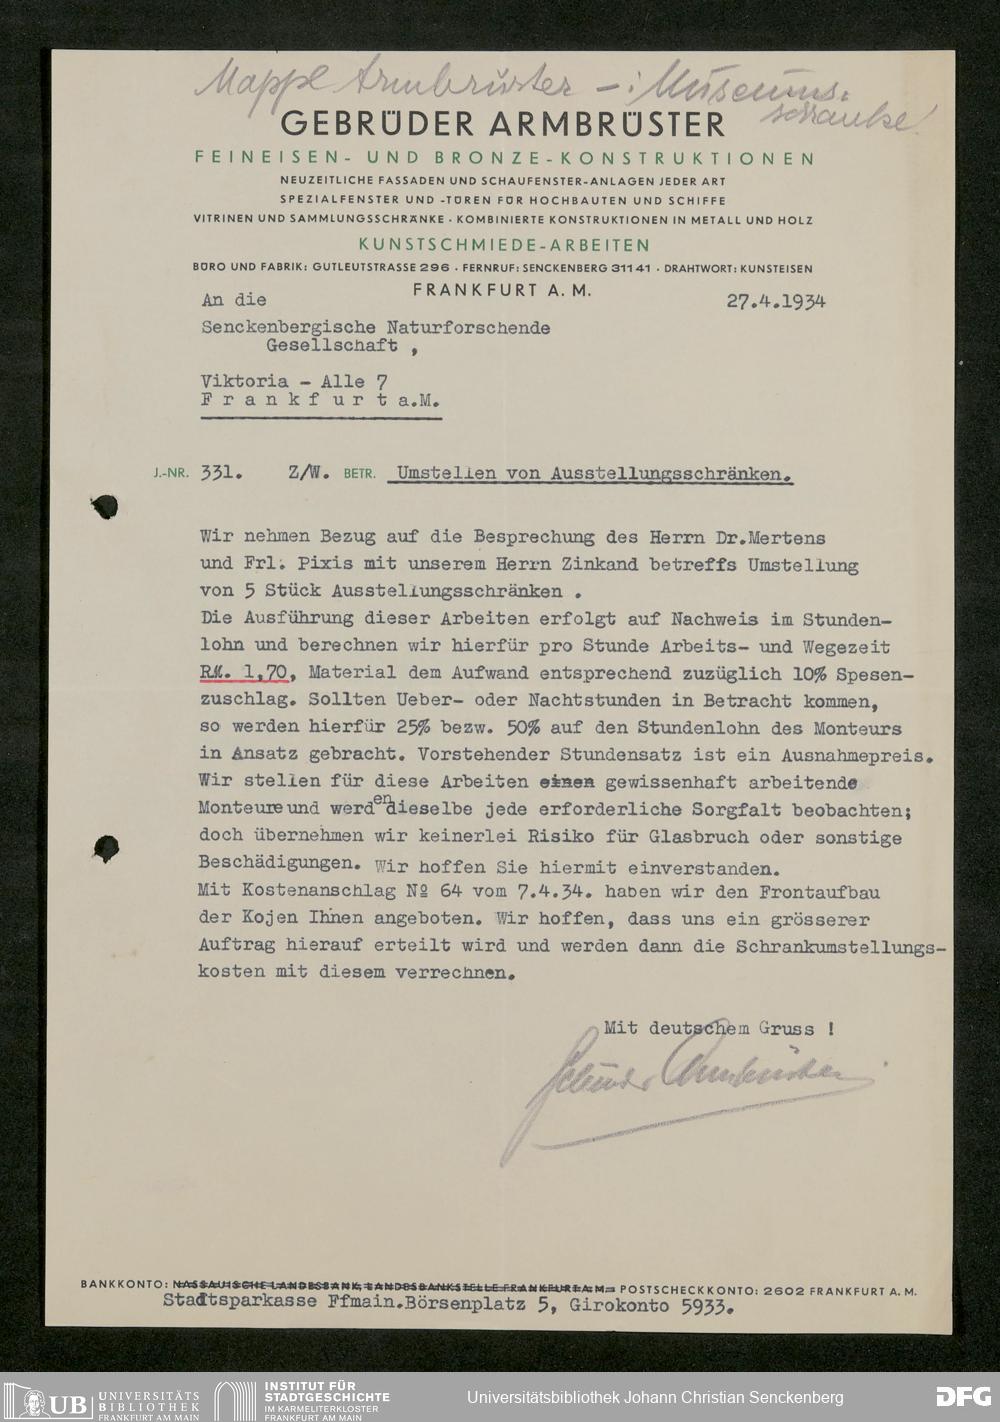 Mappe Armbrüster - : Museums-
schränke!
GEBRÜDER ARMBRÜSTER
FEINEISEN- UND BRONZE-KONSTRUKTIONEN
NEUZEITLICHE FASSADEN UND SCHAUFENSTER-ANLAGEN JEDER ART
SPEZIALFENSTER UND -TÜREN FÜR HOCHBAUTEN UND SCHIFFE
VITRINEN UND SAMMLUNGSSCHRÄNKE · KOMBINIERTE KONSTRUKTIONEN IN METALL UND HOLZ
KUNSTSCHMIEDE-ARBEITEN
BÜRO UND FABRIK: GUTLEUTSTRASSE 296 · FERNRUF: SENCKENBERG 31141 · DRAHTWORT: KUNSTEISEN
FRANKFURT A. M.
An die 27.4.1934
Senckenbergische Naturforschende
Gesellschaft ,
Viktoria - Alle 7
F r a n k f u r t a.M.
J.-NR. 331. Z/W. BETR. Umstellen von Ausstellungsschränken.
Wir nehmen Bezug auf die Besprechung des Herrn Dr.Mertens
und Frl. Pixis mit unserem Herrn Zinkand betreffs Umstellung
von 5 Stück Ausstellungsschränken .
Die Ausführung dieser Arbeiten erfolgt auf Nachweis im Stunden-
lohn und berechnen wir hierfür pro Stunde Arbeits- und Wegezeit
RM. 1,70, Material dem Aufwand entsprechend zuzüglich 10% Spesen-
zuschlag. Sollten Ueber- oder Nachtstunden in Betracht kommen,
so werden hierfür 25% bezw. 50% auf den Stundenlohn des Monteurs
in Ansatz gebracht. Vorstehender Stundensatz ist ein Ausnahmepreis.
Wir stellen für diese Arbeiten einen gewissenhaft arbeitende
Monteure und werden dieselbe jede erforderliche Sorgfalt beobachten;
doch übernehmen wir keinerlei Risiko für Glasbruch oder sonstige
Beschädigungen. Wir hoffen Sie hiermit einverstanden.
Mit Kostenanschlag № 64 vom 7.4.34. haben wir den Frontaufbau
der Kojen Ihnen angeboten. Wir hoffen, dass uns ein grösserer
Auftrag hierauf erteilt wird und werden dann die Schrankumstellungs-
kosten mit diesem verrechnen.
Mit deutschem Gruss !
Gebrüder Armbrüster
BANKKONTO: NASSAUISCHE LANDESBANK, LANDESBANKSTELLE FRANKFURT A. M. POSTSCHECKKONTO: 2602 FRANKFURT A. M.
Stadtsparkasse Ffmain.Börsenplatz 5, Girokonto 5933.
UB UNIVERSITÄTS
BIBLIOTHEK
FRANKFURT AM MAIN
INSTITUT FÜR
STADTGESCHICHTE
IM KARMELITERKLOSTER
FRANKFURT AM MAIN
Universitätsbibliothek Johann Christian Senckenberg
DFG